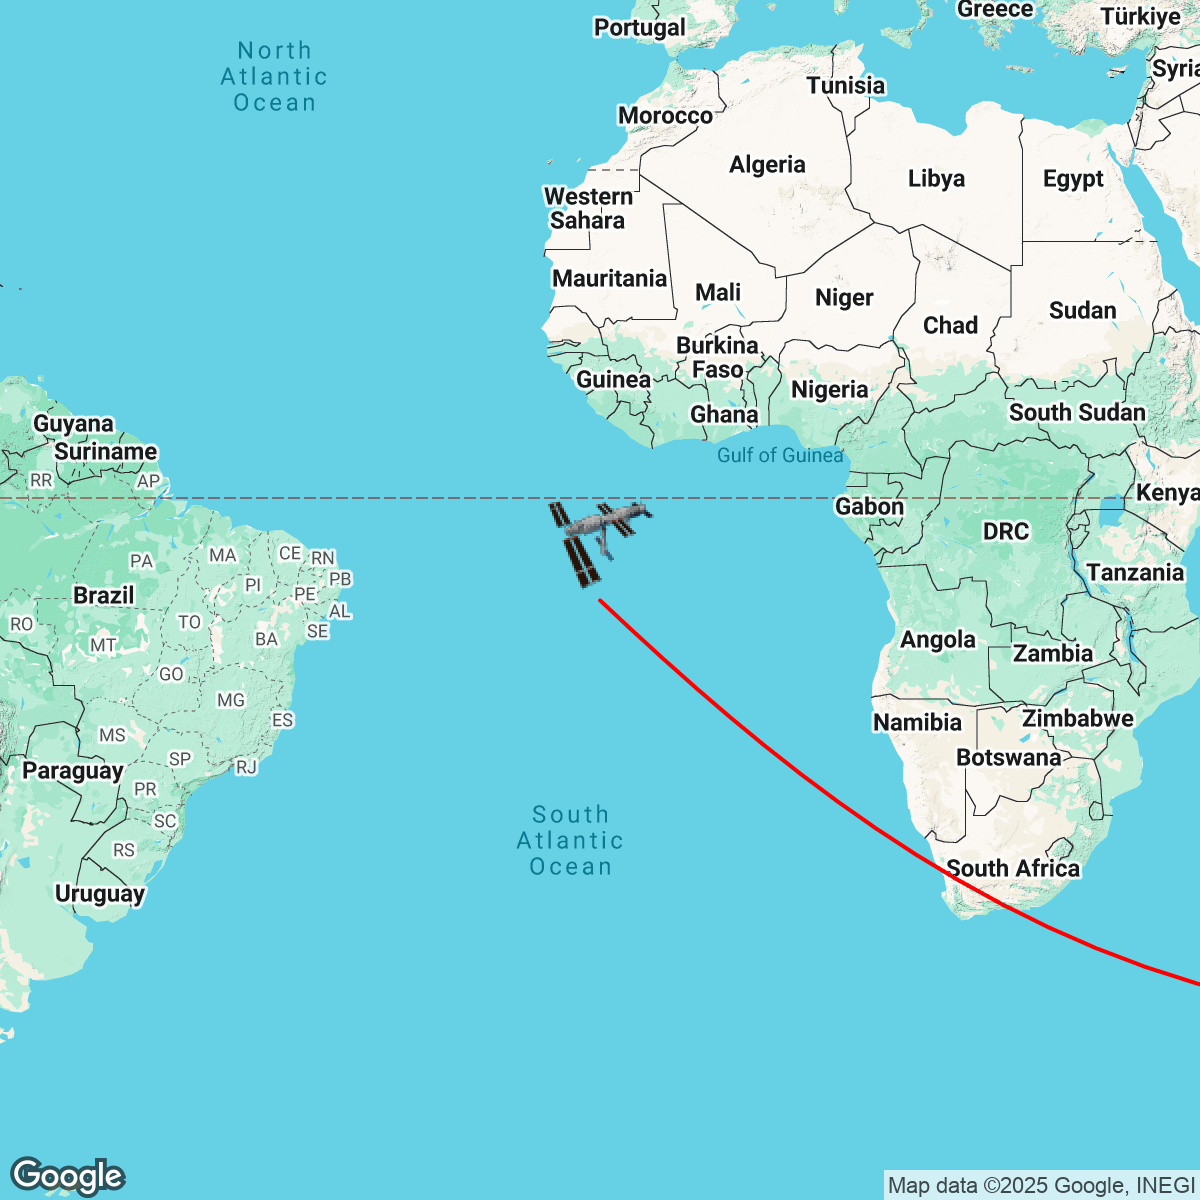 Greece
Türkiye
Portugal
North
Atlantic
Ocean
Syria
Tunisia
Morocco
Algeria
Libya
Egypt
Western
Sahara
Mauritania
Mali
Niger
Chad
Sudan
Burkina
Faso
Guinea
Nigeria
Ghana
South Sudan
Guyana
Suriname
Gulf of Guinea
RR
AP
Kenya
Gabon
DRC
MA
CE
RN
PA
PI
PB
Tanzania
Brazil
PE
AL
RO
TO
SE
BA
MT
Angola
Zambia
GO
MG
ES
Namibia
Zimbabwe
MS
SP
RJ
Botswana
Paraguay
PR
SC
South
Atlantic
Ocean
RS
South Africa
Uruguay
Google
Map data ©2025 Google, INEGI